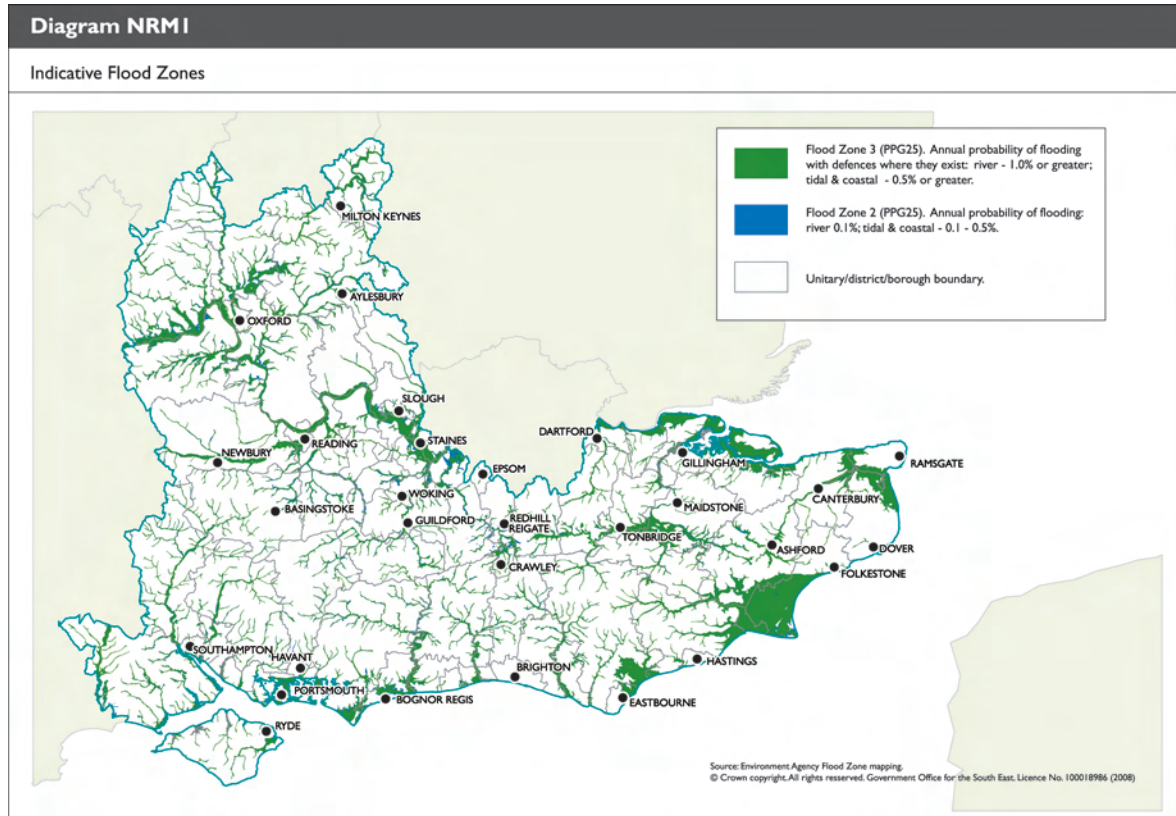 Diagram NRM1
Indicative Flood Zones
Flood Zone 3 (PPG25). Annual probability of flooding
with defences where they exist: river - 1.0% or greater;
tidal & coastal - 0.5% or greater.
Flood Zone 2 (PPG25). Annual probability of flooding:
river 0.1%; tidal & coastal - 0.1 - 0.5%.
Unitary/district/borough boundary.
MILTON KEYNES
AYLESBURY
OXFORD
SLOUGH
STAINES
READING
NEWBURY
EPSOM
DARTFORD
GILLINGHAM
RAMSGATE
CANTERBURY
WOKING
BASINGSTOKE
GUILDFORD
REDHILL
REIGATE
MAIDSTONE
TONBRIDGE
ASHFORD
DOVER
FOLKESTONE
CRAWLEY
SOUTHAMPTON
HAVANT
PORTSMOUTH
BOGNOR REGIS
BRIGHTON
HASTINGS
EASTBOURNE
RYDE
Source: Environment Agency Flood Zone mapping.
© Crown copyright. All rights reserved. Government Office for the South East. Licence No. 100018986 (2008)